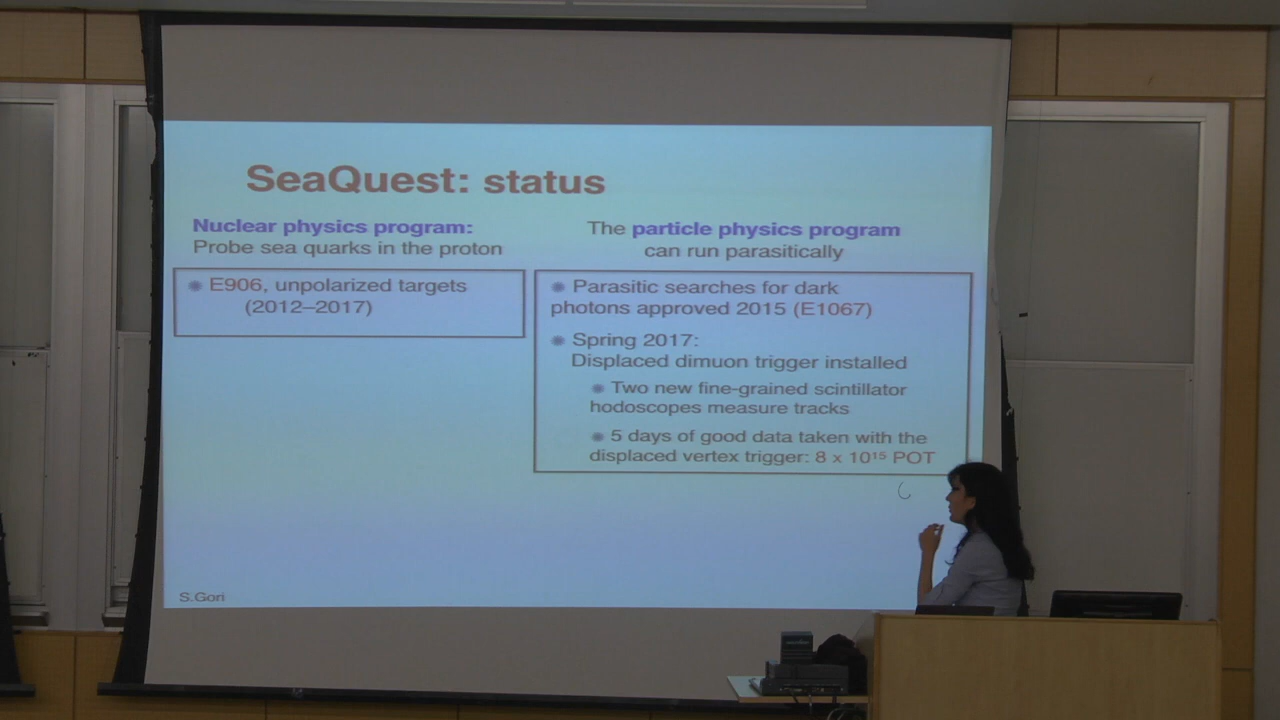 SeaQuest: status
Nuclear physics program:
Probe sea quarks in the proton
E906, unpolarized targets
(2012–2017)
The particle physics program
can run parasitically
Parasitic searches for dark
photons approved 2015 (E1067)
Spring 2017:
Displaced dimuon trigger installed
Two new fine-grained scintillator
hodoscopes measure tracks
5 days of good data taken with the
displaced vertex trigger: 8 x 10¹⁵ POT
S.Gori